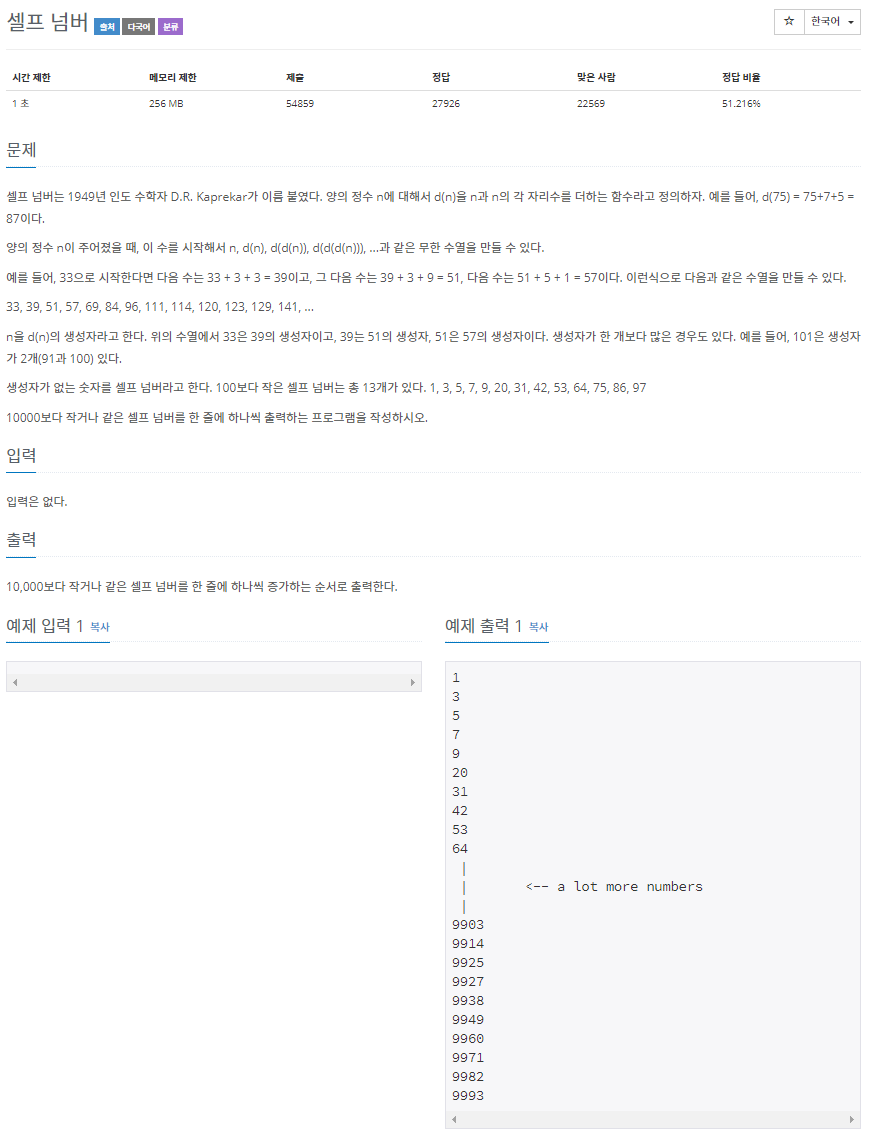 셀프 넘버 출처 다국어 분류
☆ 한국어
시간 제한 메모리 제한 제출 정답 맞은 사람 정답 비율
1 초 256 MB 54859 27926 22569 51.216%
문제
셀프 넘버는 1949년 인도 수학자 D.R. Kaprekar가 이름 붙였다. 양의 정수 n에 대해서 d(n)을 n과 n의 각 자리수를 더하는 함수라고 정의하자. 예를 들어, d(75) = 75+7+5 =
87이다.
양의 정수 n이 주어졌을 때, 이 수를 시작해서 n, d(n), d(d(n)), d(d(d(n))), ...과 같은 무한 수열을 만들 수 있다.
예를 들어, 33으로 시작한다면 다음 수는 33 + 3 + 3 = 39이고, 그 다음 수는 39 + 3 + 9 = 51, 다음 수는 51 + 5 + 1 = 57이다. 이런식으로 다음과 같은 수열을 만들 수 있다.
33, 39, 51, 57, 69, 84, 96, 111, 114, 120, 123, 129, 141, ...
n을 d(n)의 생성자라고 한다. 위의 수열에서 33은 39의 생성자이고, 39는 51의 생성자, 51은 57의 생성자이다. 생성자가 한 개보다 많은 경우도 있다. 예를 들어, 101은 생성자
가 2개(91과 100) 있다.
생성자가 없는 숫자를 셀프 넘버라고 한다. 100보다 작은 셀프 넘버는 총 13개가 있다. 1, 3, 5, 7, 9, 20, 31, 42, 53, 64, 75, 86, 97
10000보다 작거나 같은 셀프 넘버를 한 줄에 하나씩 출력하는 프로그램을 작성하시오.
입력
입력은 없다.
출력
10,000보다 작거나 같은 셀프 넘버를 한 줄에 하나씩 증가하는 순서로 출력한다.
예제 입력 1 복사
예제 출력 1 복사
1
3
5
7
9
20
31
42
53
64
|
| <-- a lot more numbers
|
9903
9914
9925
9927
9938
9949
9960
9971
9982
9993